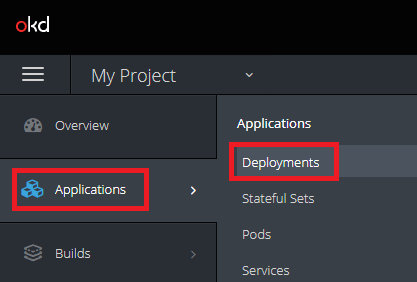 okd
My Project
Overview
Applications
Builds
Applications
Deployments
Stateful Sets
Pods
Services